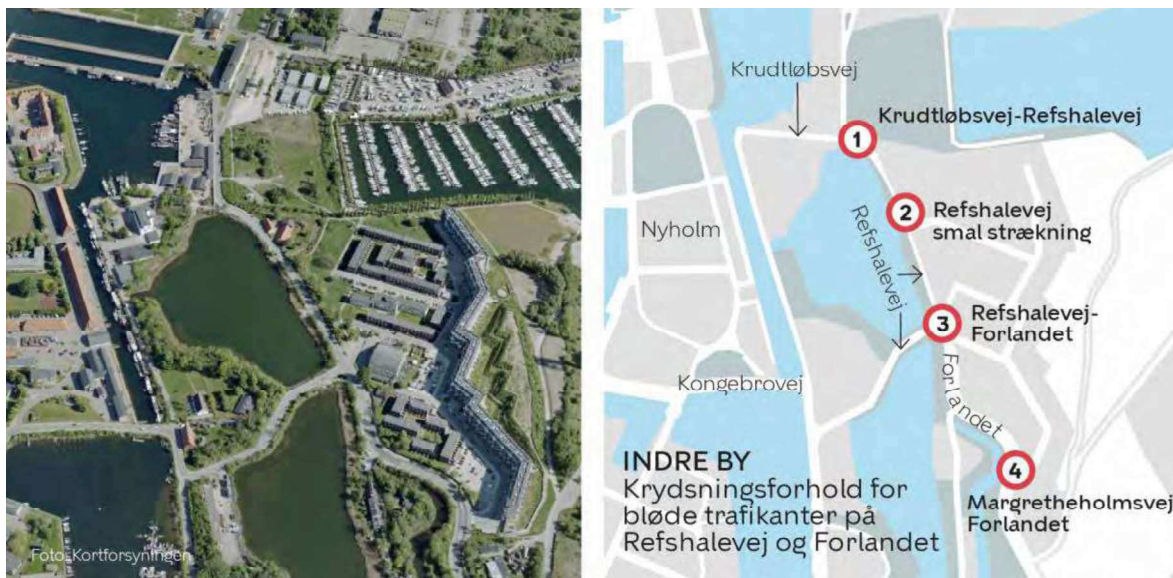 Foto: Kortforsyningen
Krudtløbsvej
1
Krudtløbsvej-Refshalevej
2
Refshalevej
smal strækning
Refshalevej
Nyholm
3
Refshalevej-
Forlandet
Kongebrovej
Forlandet
4
Margretheholmsvej
Forlandet
INDRE BY
Krydsningsforhold for
bløde trafikanter på
Refshalevej og Forlandet